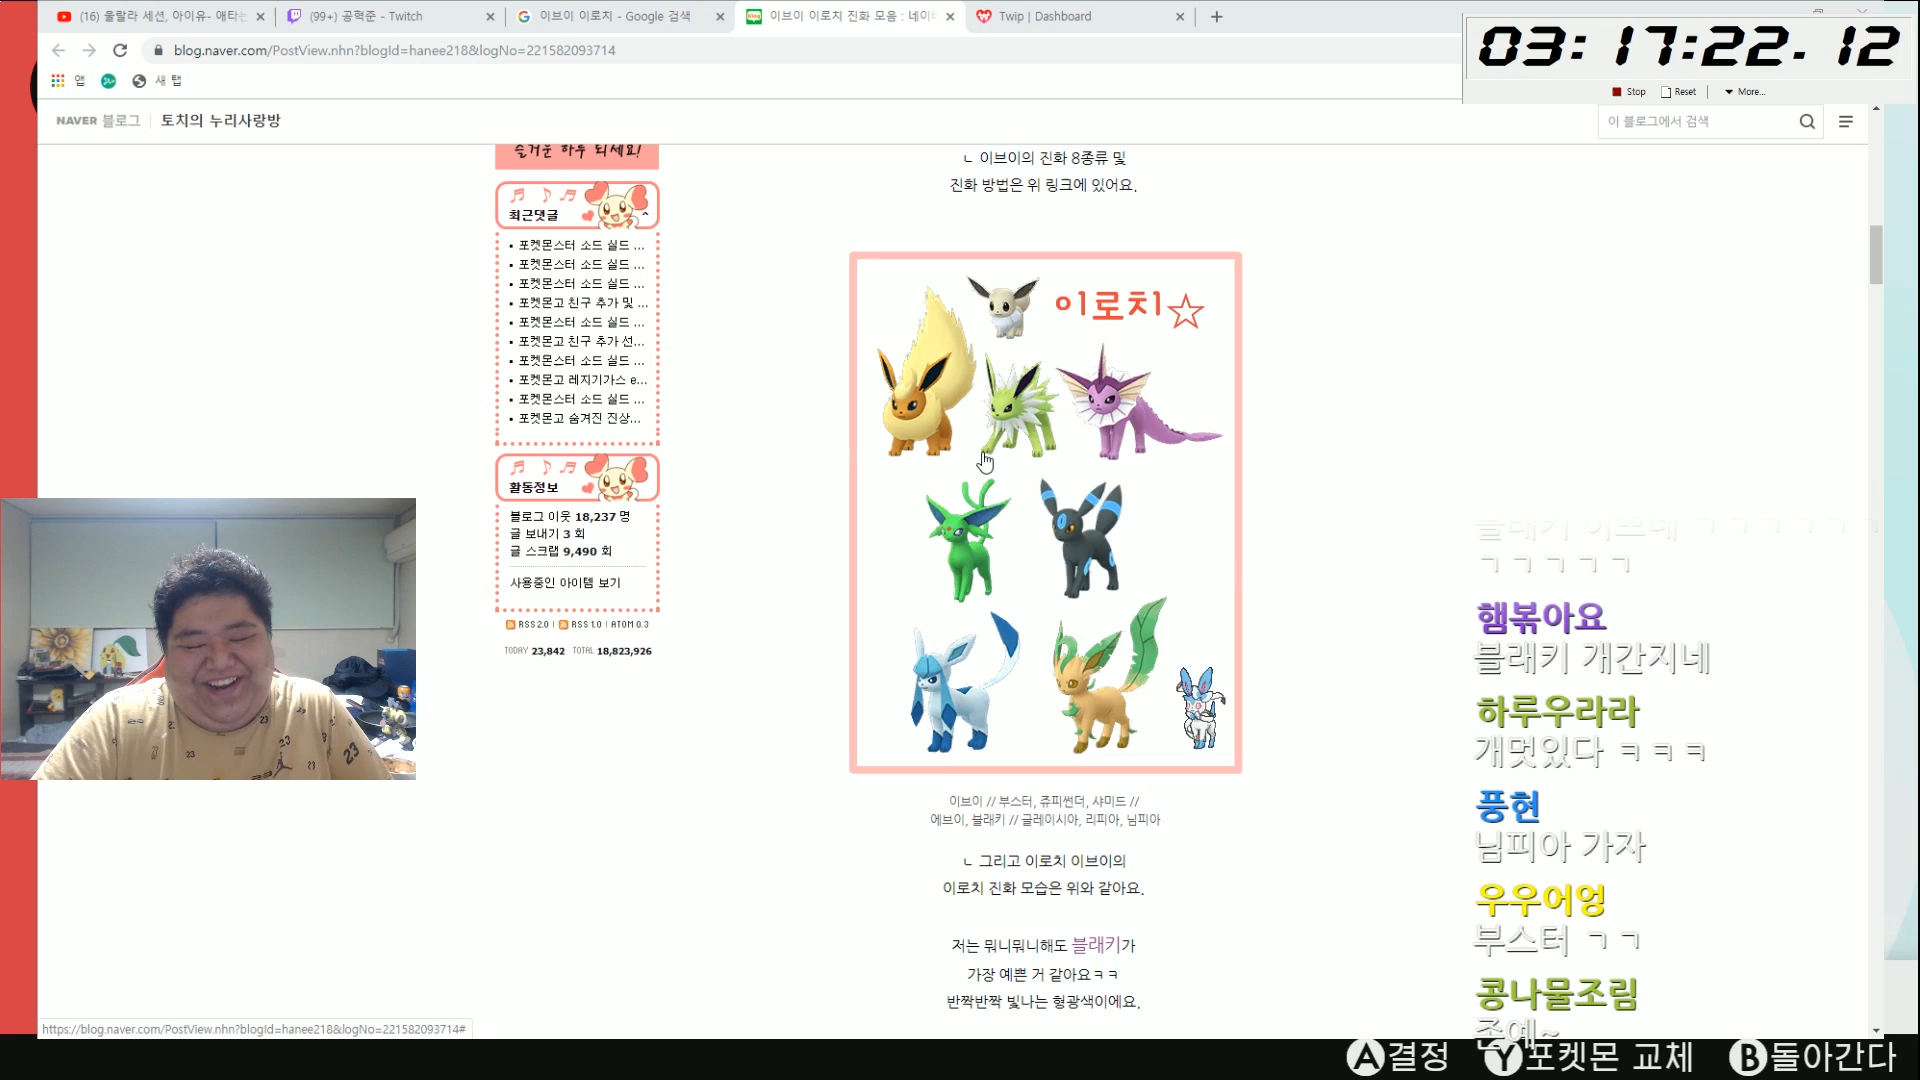 (16) 울랄라 세션, 아이유- 애타는
(99+) 공혁준 - Twitch
이브이 이로치 - Google 검색
이브이 이로치 진화 모음 : 네이버
Twip | Dashboard
03:17:22.12
blog.naver.com/PostView.nhn?blogId=hanee218&logNo=221582093714
Stop
Reset
More...
앱
새 탭
NAVER 블로그
토치의 누리사랑방
이 블로그에서 검색
즐거운 하루 되세요!
최근댓글
포켓몬스터 소드 실드 ...
포켓몬스터 소드 실드 ...
포켓몬스터 소드 실드 ...
포켓몬고 친구 추가 및 ...
포켓몬스터 소드 실드 ...
포켓몬고 친구 추가 선...
포켓몬스터 소드 실드 ...
포켓몬고 레지기가스 e...
포켓몬스터 소드 실드 ...
포켓몬고 숨겨진 진상...
활동정보
블로그 이웃 18,237 명
글 보내기 3 회
글 스크랩 9,490 회
사용중인 아이템 보기
RSS 2.0 | RSS 1.0 | ATOM 0.3
TODAY 23,842 TOTAL 18,823,926
ㄴ 이브이의 진화 8종류 및
진화 방법은 위 링크에 있어요.
이로치☆
이브이 // 부스터, 쥬피썬더, 샤미드 //
에브이, 블래키 // 글레이시아, 리피아, 님피아
ㄴ 그리고 이로치 이브이의
이로치 진화 모습은 위와 같아요.
저는 뭐니뭐니해도 블래키가
가장 예쁜 거 같아요ㅋㅋ
반짝반짝 빛나는 형광색이에요.
ㄱㄱㄱㄱㄱ
햄볶아요
블래키 개간지네
하루우라라
개멋있다 ㅋㅋㅋ
풍현
님피아 가자
우우어엉
부스터 ㄱㄱ
콩나물조림
존예~
https://blog.naver.com/PostView.nhn?blogId=hanee218&logNo=221582093714#
A 결정
Y 포켓몬 교체
B 돌아간다